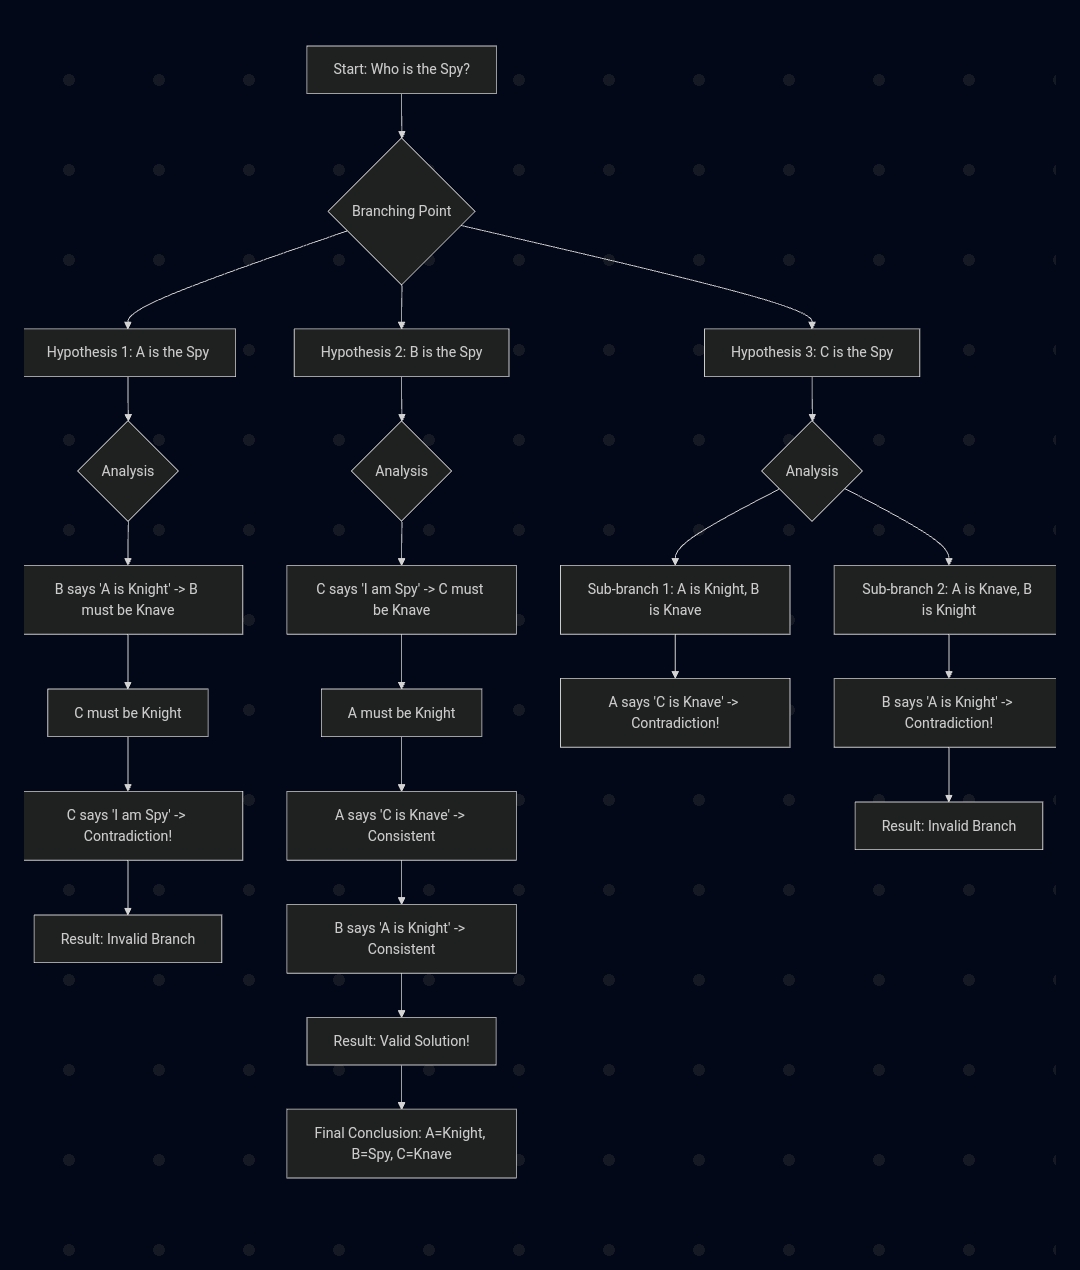 Start: Who is the Spy?
Branching Point
Hypothesis 1: A is the Spy
Hypothesis 2: B is the Spy
Hypothesis 3: C is the Spy
Analysis
Analysis
Analysis
B says 'A is Knight' -> B
must be Knave
C says 'I am Spy' -> C must
be Knave
Sub-branch 1: A is Knight, B
is Knave
Sub-branch 2: A is Knave, B
is Knight
C must be Knight
A must be Knight
A says 'C is Knave' ->
Contradiction!
B says 'A is Knight' ->
Contradiction!
C says 'I am Spy' ->
Contradiction!
A says 'C is Knave' ->
Consistent
Result: Invalid Branch
Result: Invalid Branch
B says 'A is Knight' ->
Consistent
Result: Valid Solution!
Final Conclusion: A=Knight,
B=Spy, C=Knave